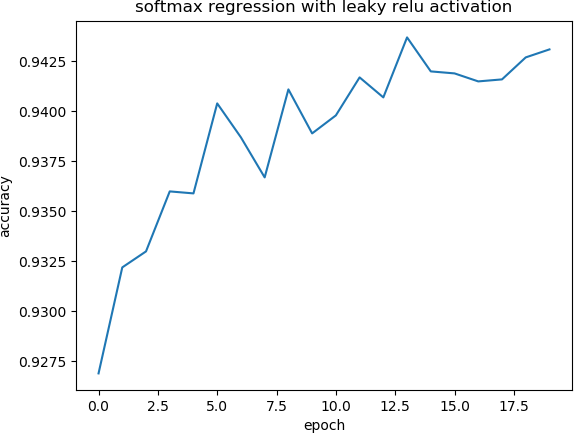 softmax regression with leaky relu activation
0.9425
0.9400
0.9375
0.9350
0.9325
0.9300
0.9275
accuracy
0.0 2.5 5.0 7.5 10.0 12.5 15.0 17.5
epoch